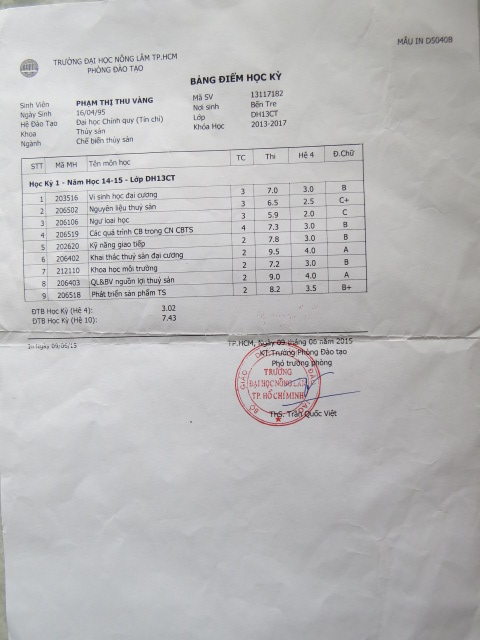 MẪU IN D5040B
TRƯỜNG ĐẠI HỌC NÔNG LÂM TP.HCM
PHÒNG ĐÀO TẠO
BẢNG ĐIỂM HỌC KỲ
Sinh Viên PHẠM THỊ THU VÀNG Mã SV 13117182
Ngày Sinh 16/04/95 Nơi sinh Bến Tre
Hệ Đào Tạo Đại học Chính quy (Tín chỉ) Lớp DH13CT
Khoa Thủy sản Khóa Học 2013-2017
Ngành Chế biến thủy sản
STT Mã MH Tên môn học TC Thi Hệ 4 Đ.Chữ
Học Kỳ 1 - Năm Học 14-15 - Lớp DH13CT
1 203516 Vi sinh học đại cương 3 7.0 3.0 B
2 206502 Nguyên liệu thuỷ sản 3 6.5 2.5 C+
3 206106 Ngư loại học 3 5.9 2.0 C
4 206519 Các quá trình CB trong CN CBTS 4 7.3 3.0 B
5 202620 Kỹ năng giao tiếp 2 7.8 3.0 B
6 206402 Khai thác thuỷ sản đại cương 2 9.5 4.0 A
7 212110 Khoa học môi trường 2 7.2 3.0 B
8 206403 QL&BV nguồn lợi thuỷ sản 2 9.0 4.0 A
9 206518 Phát triển sản phẩm TS 2 8.2 3.5 B+
ĐTB Học Kỳ (Hệ 4): 3.02
ĐTB Học Kỳ (Hệ 10): 7.43
In ngày 09/06/15
TP.HCM, Ngày 09 tháng 06 năm 2015
KT.Trưởng Phòng Đào tạo
Phó trưởng phòng
TRƯỜNG
ĐẠI HỌC NÔNG LÂM
TP. HỒ CHÍ MINH
ThS. Trần Quốc Việt